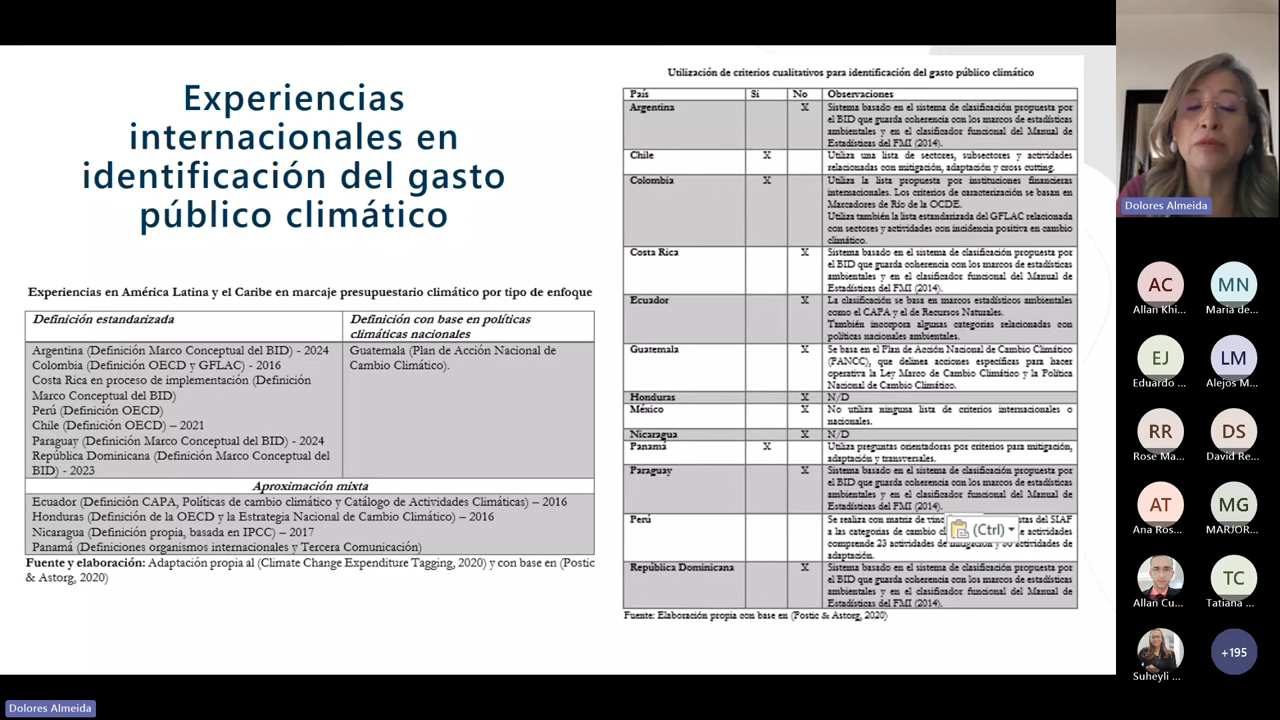 Experiencias
internacionales en
identificación del gasto
público climático
Experiencias en América Latina y el Caribe en marcaje presupuestario climático por tipo de enfoque
Definición estandarizada
Definición con base en políticas
climáticas nacionales
Argentina (Definición Marco Conceptual del BID) - 2024
Colombia (Definición OECD y GFLAC) - 2016
Costa Rica en proceso de implementación (Definición
Marco Conceptual del BID)
Perú (Definición OECD)
Chile (Definición OECD) – 2021
Paraguay (Definición Marco Conceptual del BID) - 2024
República Dominicana (Definición Marco Conceptual del
BID) - 2023
Guatemala (Plan de Acción Nacional de
Cambio Climático).
Aproximación mixta
Ecuador (Definición CAPA, Políticas de cambio climático y Catálogo de Actividades Climáticas) – 2016
Honduras (Definición de la OECD y la Estrategia Nacional de Cambio Climático) – 2016
Nicaragua (Definición propia, basada en IPCC) – 2017
Panamá (Definiciones organismos internacionales y Tercera Comunicación)
Fuente y elaboración: Adaptación propia al (Climate Change Expenditure Tagging, 2020) y con base en (Postic
& Astorg, 2020)
Utilización de criterios cualitativos para identificación del gasto público climático
País Si No Observaciones
Argentina X Sistema basado en el sistema de clasificación propuesta por
el BID que guarda coherencia con los marcos de estadísticas
ambientales y en el clasificador funcional del Manual de
Estadísticas del FMI (2014).
Chile X Utiliza una lista de sectores, subsectores y actividades
relacionadas con mitigación, adaptación y cross cutting.
Colombia X Utiliza la lista propuesta por instituciones financieras
internacionales. Los criterios de caracterización se basan en
Marcadores de Río de la OCDE.
Utiliza también la lista estandarizada del GFLAC relacionada
con sectores y actividades con incidencia positiva en cambio
climático.
Costa Rica X Sistema basado en el sistema de clasificación propuesta por
el BID que guarda coherencia con los marcos de estadísticas
ambientales y en el clasificador funcional del Manual de
Estadísticas del FMI (2014).
Ecuador X La clasificación se basa en marcos estadísticos ambientales
como el CAPA y el de Recursos Naturales.
También incorpora algunas categorías relacionadas con
políticas nacionales ambientales.
Guatemala X Se basa en el Plan de Acción Nacional de Cambio Climático
(PANCC), que delinea acciones específicas para hacer
operativa la Ley Marco de Cambio Climático y la Política
Nacional de Cambio Climático.
Honduras X N/D
México X No utiliza ninguna lista de criterios internacionales o
nacionales.
Nicaragua X N/D
Panamá X Utiliza preguntas orientadoras por criterios para mitigación,
adaptación y transversales.
Paraguay X Sistema basado en el sistema de clasificación propuesta por
el BID que guarda coherencia con los marcos de estadísticas
ambientales y en el clasificador funcional del Manual de
Estadísticas del FMI (2014).
Perú Se realiza con matriz de del SIAF
a las categorías de cambio actividades
comprende 23 actividades de mitigación y actividades de
adaptación.
(Ctrl)
República Dominicana X Sistema basado en el sistema de clasificación propuesta por
el BID que guarda coherencia con los marcos de estadísticas
ambientales y en el clasificador funcional del Manual de
Estadísticas del FMI (2014).
Fuente: Elaboración propia con base en (Postic & Astorg, 2020)
Dolores Almeida
AC MN
Allan Khi... Maria de...
EJ LM
Eduardo ... Alejos M...
RR DS
Rose Ma... David Re...
AT MG
Ana Ros... MARJOR...
TC
Allan Cu... Tatiana ...
+195
Suheyli ...
Dolores Almeida